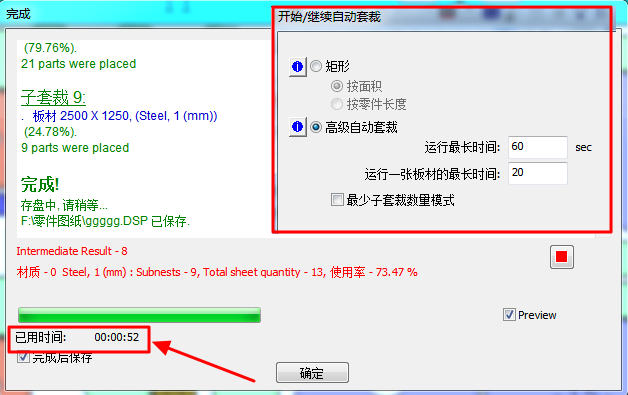 完成
开始/继续自动套裁
(79.76%).
21 parts were placed
子套裁 9:
. 板材 2500 X 1250, (Steel, 1 (mm))
(24.78%).
9 parts were placed
完成!
存盘中, 请稍等...
F:\零件图纸\ggggg.DSP 已保存.
矩形
按面积
按零件长度
高级自动套裁
运行最长时间: 60 sec
运行一张板材的最长时间: 20
最少子套裁数量模式
Intermediate Result - 8
材质 - 0 Steel, 1 (mm) : Subnests - 9, Total sheet quantity - 13, 使用率 - 73.47 %
Preview
已用时间: 00:00:52
完成后保存
确定